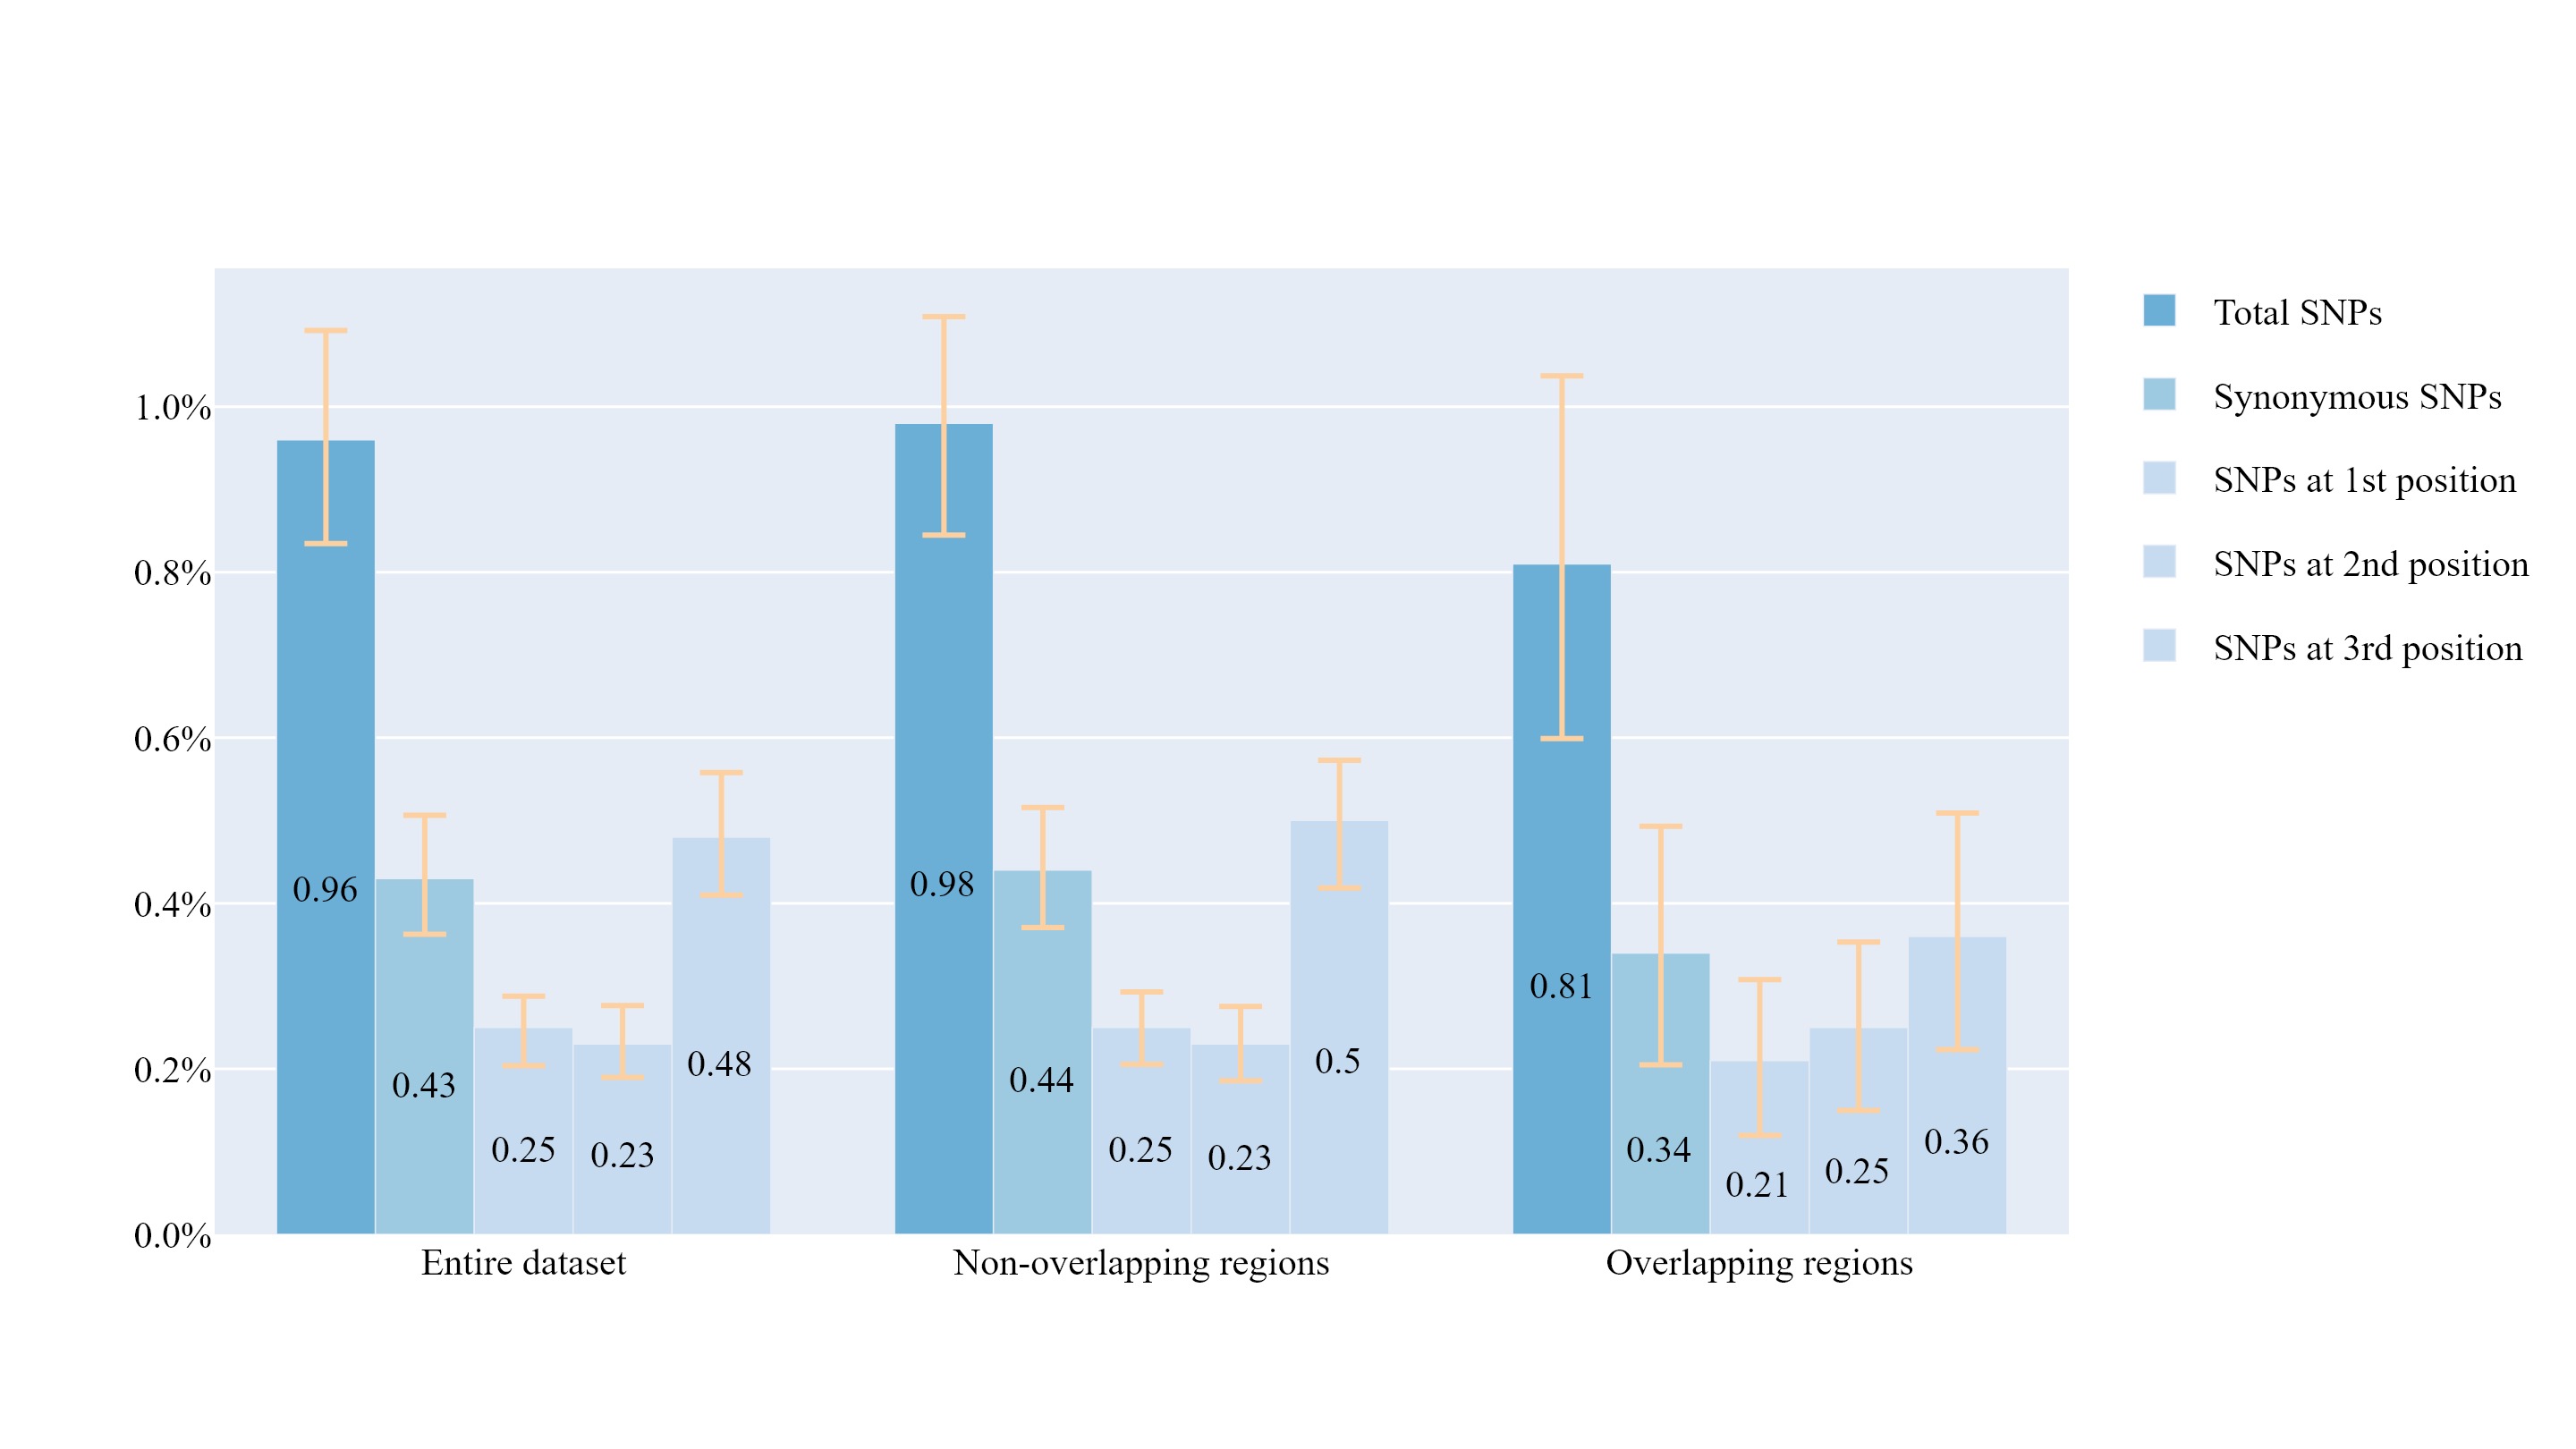 Total SNPs
Synonymous SNPs
SNPs at 1st position
SNPs at 2nd position
SNPs at 3rd position
1.0%
0.8%
0.6%
0.4%
0.2%
0.0%
0.96
0.43
0.25
0.23
0.48
0.98
0.44
0.25
0.23
0.5
0.81
0.34
0.21
0.25
0.36
Entire dataset
Non-overlapping regions
Overlapping regions